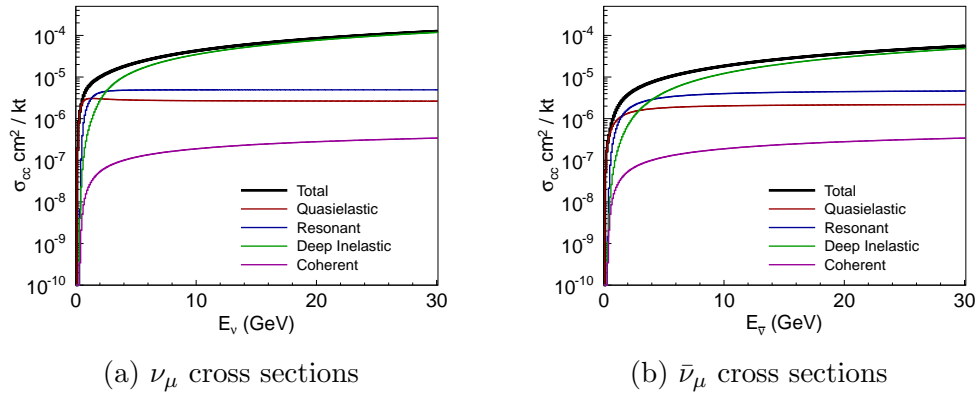 10⁻⁴
10⁻⁵
10⁻⁶
10⁻⁷
10⁻⁸
10⁻⁹
10⁻¹⁰
σcc cm² / kt
Total
Quasielastic
Resonant
Deep Inelastic
Coherent
0 10 20 30
Eν (GeV)
(a) νμ cross sections
10⁻⁴
10⁻⁵
10⁻⁶
10⁻⁷
10⁻⁸
10⁻⁹
10⁻¹⁰
σcc cm² / kt
Total
Quasielastic
Resonant
Deep Inelastic
Coherent
0 10 20 30
Eν̄ (GeV)
(b) ν̄μ cross sections